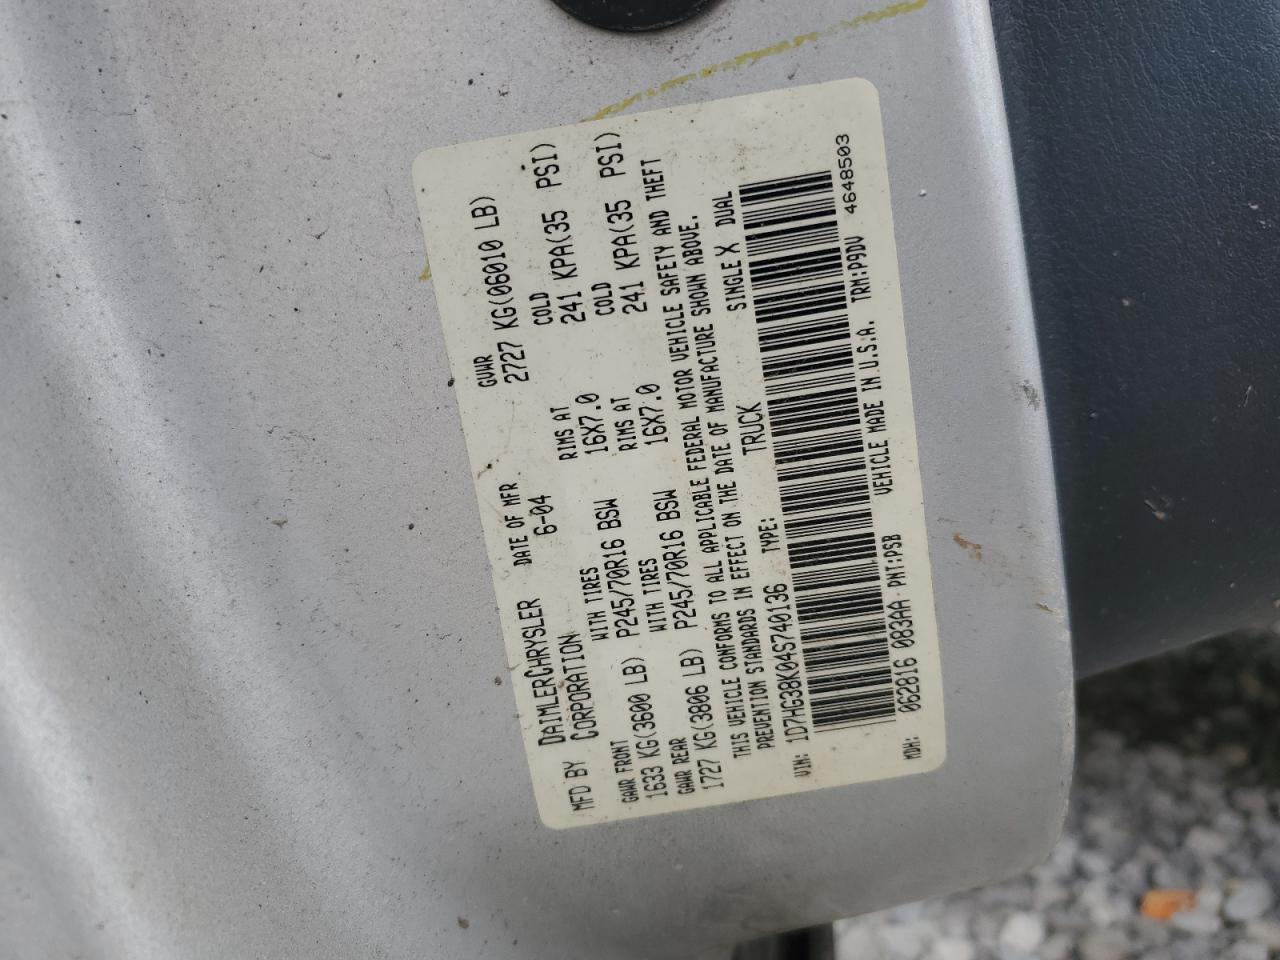 MFD BY DAIMLERCHRYSLER CORPORATION DATE OF MFR 6-04 GVWR 2727 KG(06010 LB)
GAWR FRONT WITH TIRES RIMS AT COLD
1633 KG(3600 LB) P245/70R16 BSW 16X7.0 241 KPA(35 PSI)
GAWR REAR WITH TIRES RIMS AT COLD
1727 KG(3806 LB) P245/70R16 BSW 16X7.0 241 KPA(35 PSI)
THIS VEHICLE CONFORMS TO ALL APPLICABLE FEDERAL MOTOR VEHICLE SAFETY AND THEFT
PREVENTION STANDARDS IN EFFECT ON THE DATE OF MANUFACTURE SHOWN ABOVE.
VIN: 1D7HG38K04S740136 TYPE: TRUCK SINGLE X DUAL
MDH: 062816 083AA PNT:PSB VEHICLE MADE IN U.S.A. TRM:P9DV 4648503